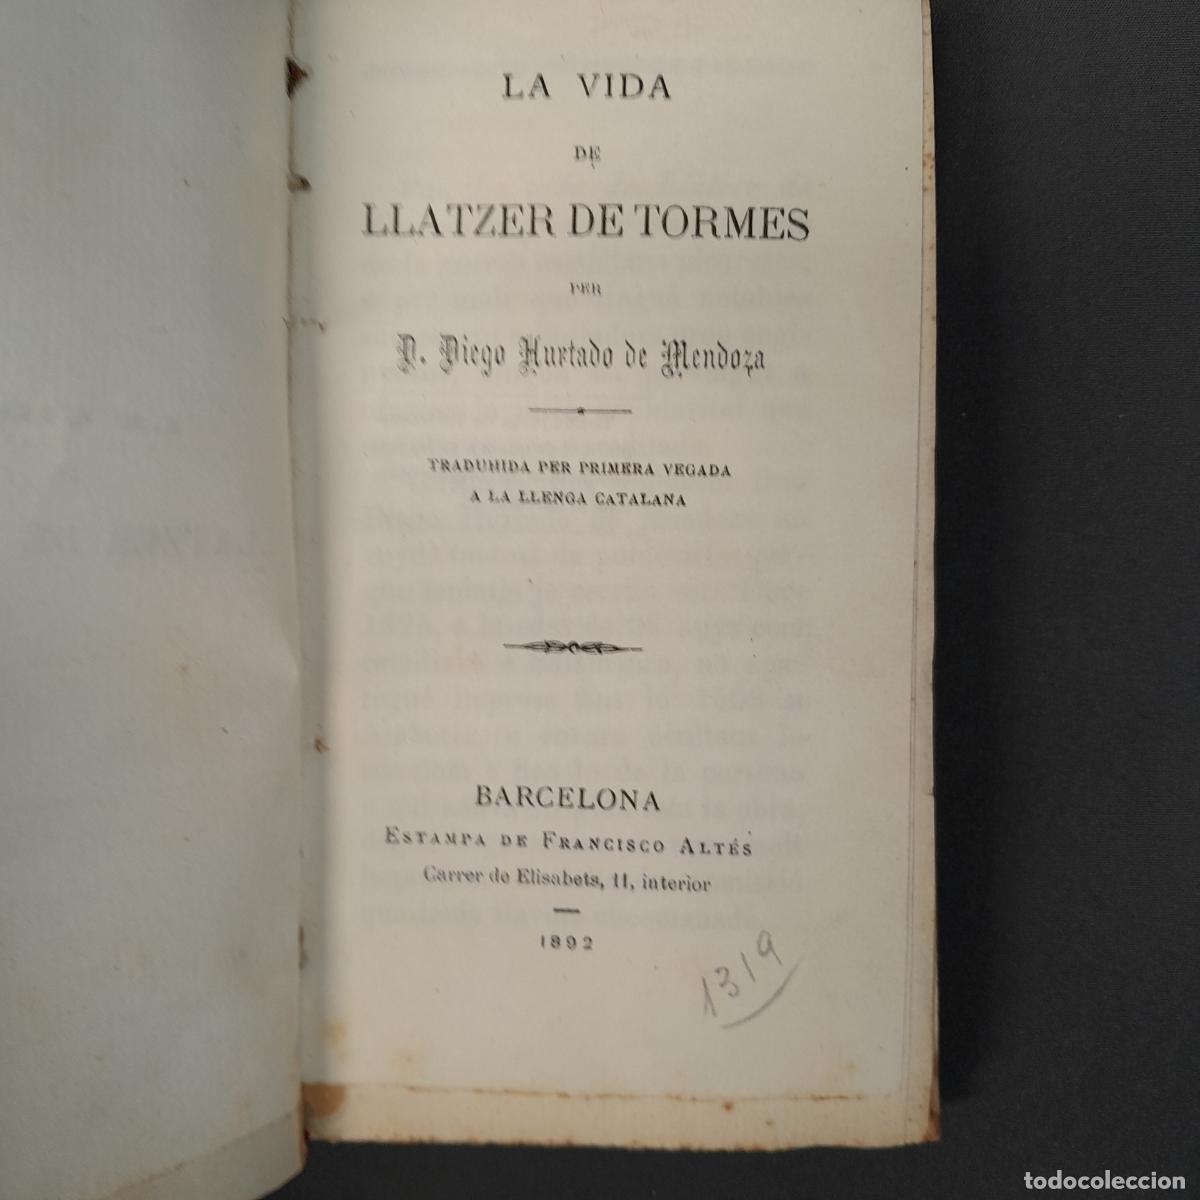 LA VIDA
DE
LLATZER DE TORMES
PER
D. Diego Hurtado de Mendoza
TRADUHIDA PER PRIMERA VEGADA
A LA LLENGA CATALANA
BARCELONA
ESTAMPA DE FRANCISCO ALTÉS
Carrer de Elisabets, 11, interior
1892
1319
todocoleccion